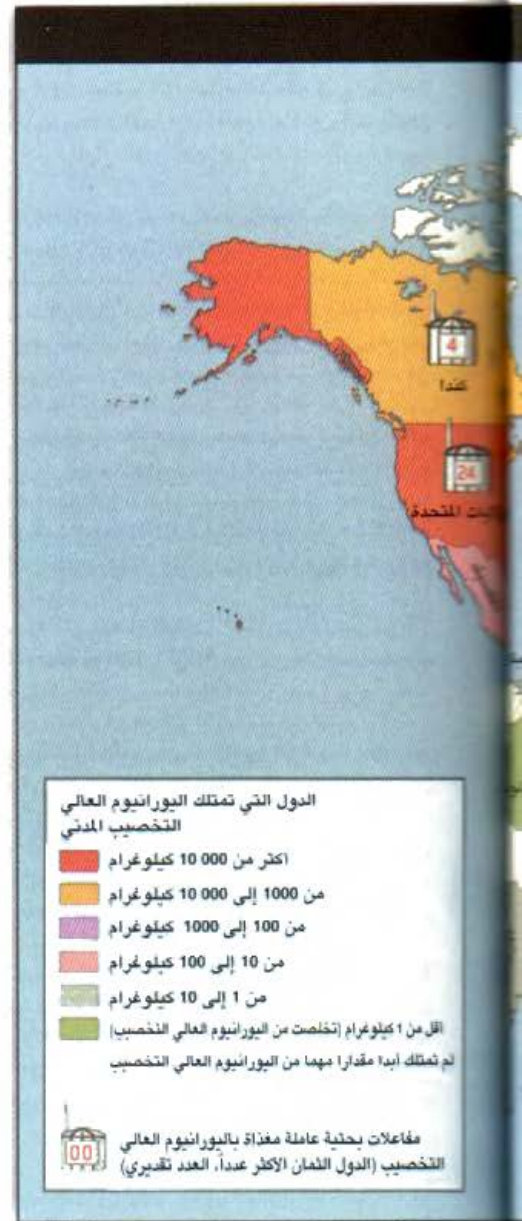 4
كندا
24
المتحدة
الدول التي تمتلك اليورانيوم العالي
التخصيب المدني
اكثر من 000 10 كيلوغرام
من 1000 إلى 000 10 كيلوغرام
من 100 إلى 1000 كيلوغرام
من 10 إلى 100 كيلوغرام
من 1 إلى 10 كيلوغرام
اقل من 1 كيلوغرام (تخلصت من اليورانيوم العالي التخصيب)
لم تمتلك أبدا مقدارا مهما من اليورانيوم العالي التخصيب
مفاعلات بحثية عاملة مغذاة باليورانيوم العالي
التخصيب (الدول الثمان الاكثر عدداً، العدد تقديري)
00